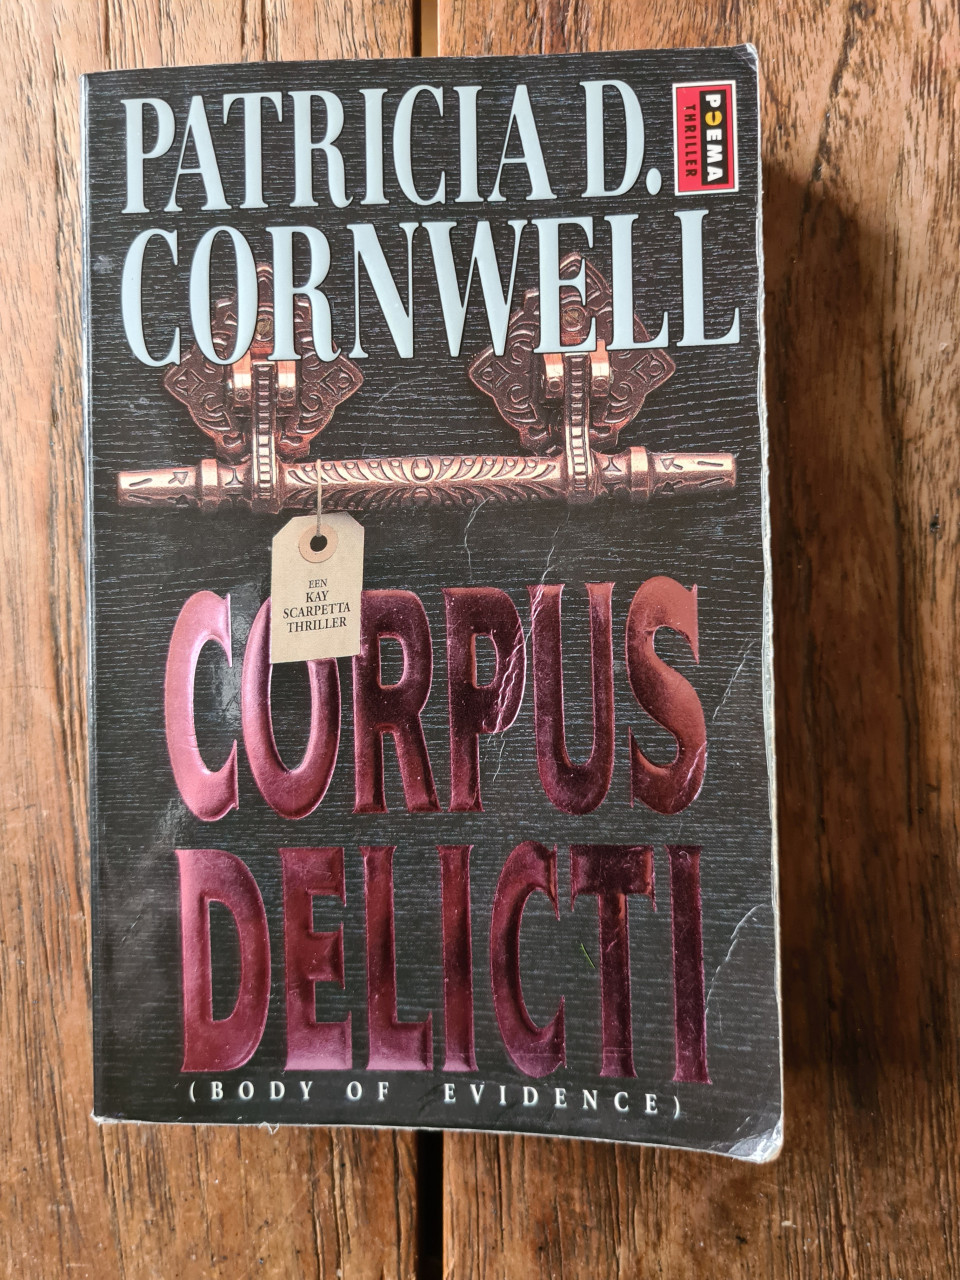 PATRICIA D.
CORNWELL
POEMA
THRILLER
EEN
KAY
SCARPETTA
THRILLER
CORPUS
DELICTI
(BODY OF EVIDENCE)